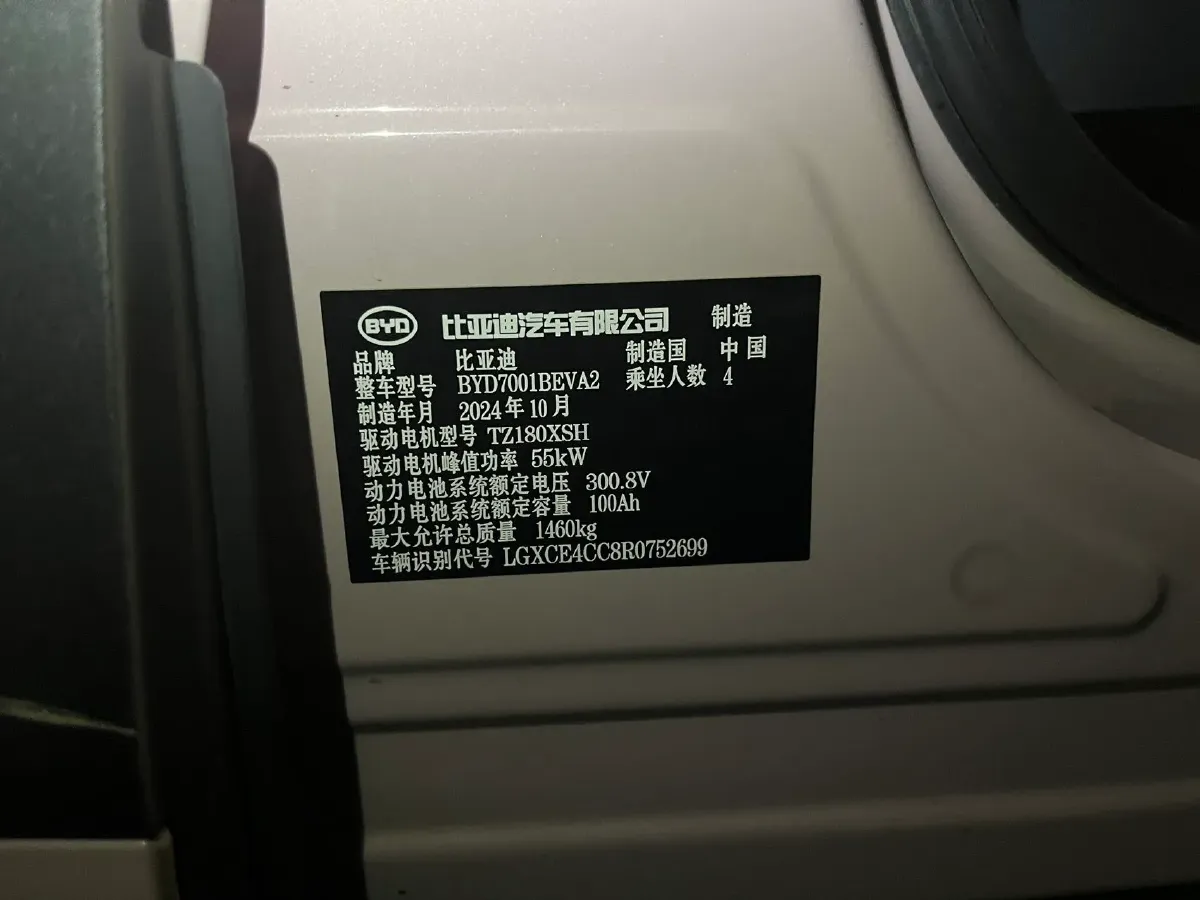 BYD 比亚迪汽车有限公司 制造
品牌 比亚迪 制造国 中国
整车型号 BYD7001BEVA2 乘坐人数 4
制造年月 2024年10月
驱动电机型号 TZ180XSH
驱动电机峰值功率 55kW
动力电池系统额定电压 300.8V
动力电池系统额定容量 100Ah
最大允许总质量 1460kg
车辆识别代号 LGXCE4CC8R0752699